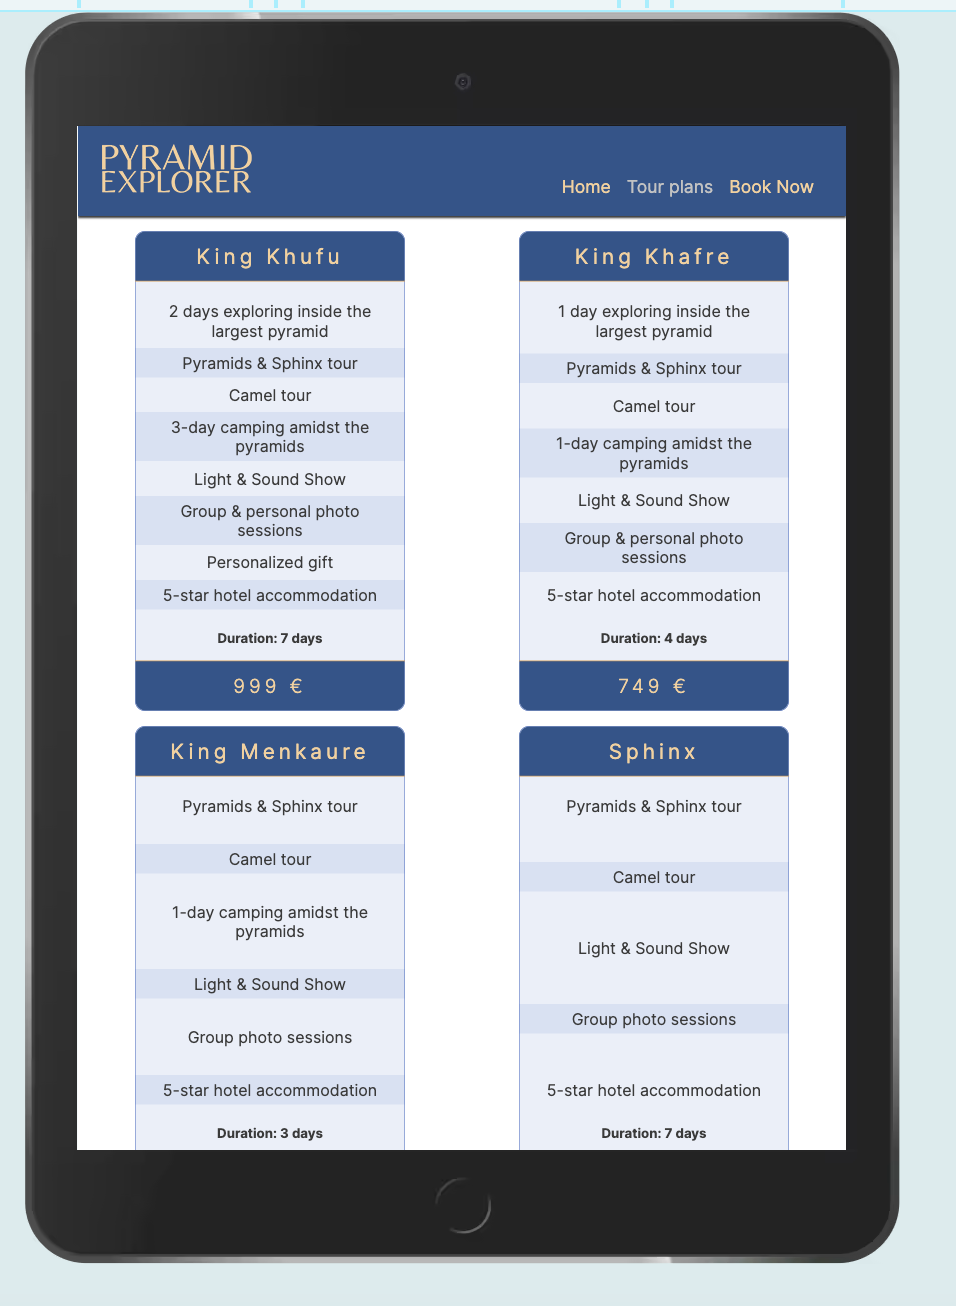 PYRAMID
EXPLORER
Home Tour plans Book Now
King Khufu
2 days exploring inside the
largest pyramid
Pyramids & Sphinx tour
Camel tour
3-day camping amidst the
pyramids
Light & Sound Show
Group & personal photo
sessions
Personalized gift
5-star hotel accommodation
Duration: 7 days
999 €
King Khafre
1 day exploring inside the
largest pyramid
Pyramids & Sphinx tour
Camel tour
1-day camping amidst the
pyramids
Light & Sound Show
Group & personal photo
sessions
5-star hotel accommodation
Duration: 4 days
749 €
King Menkaure
Pyramids & Sphinx tour
Camel tour
1-day camping amidst the
pyramids
Light & Sound Show
Group photo sessions
5-star hotel accommodation
Duration: 3 days
Sphinx
Pyramids & Sphinx tour
Camel tour
Light & Sound Show
Group photo sessions
5-star hotel accommodation
Duration: 7 days